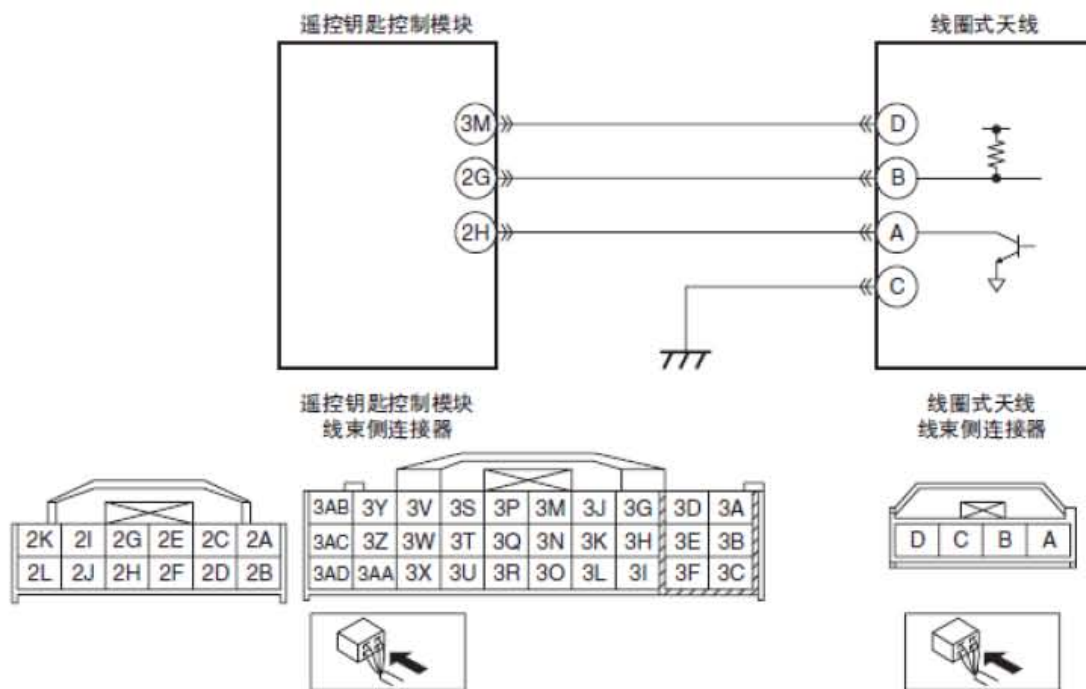 遥控钥匙控制模块
线圈式天线
3M
D
2G
B
2H
A
C
遥控钥匙控制模块
线束侧连接器
线圈式天线
线束侧连接器
2K 2I 2G 2E 2C 2A
2L 2J 2H 2F 2D 2B
3AB 3Y 3V 3S 3P 3M 3J 3G 3D 3A
3AC 3Z 3W 3T 3Q 3N 3K 3H 3E 3B
3AD 3AA 3X 3U 3R 3O 3L 3I 3F 3C
D C B A